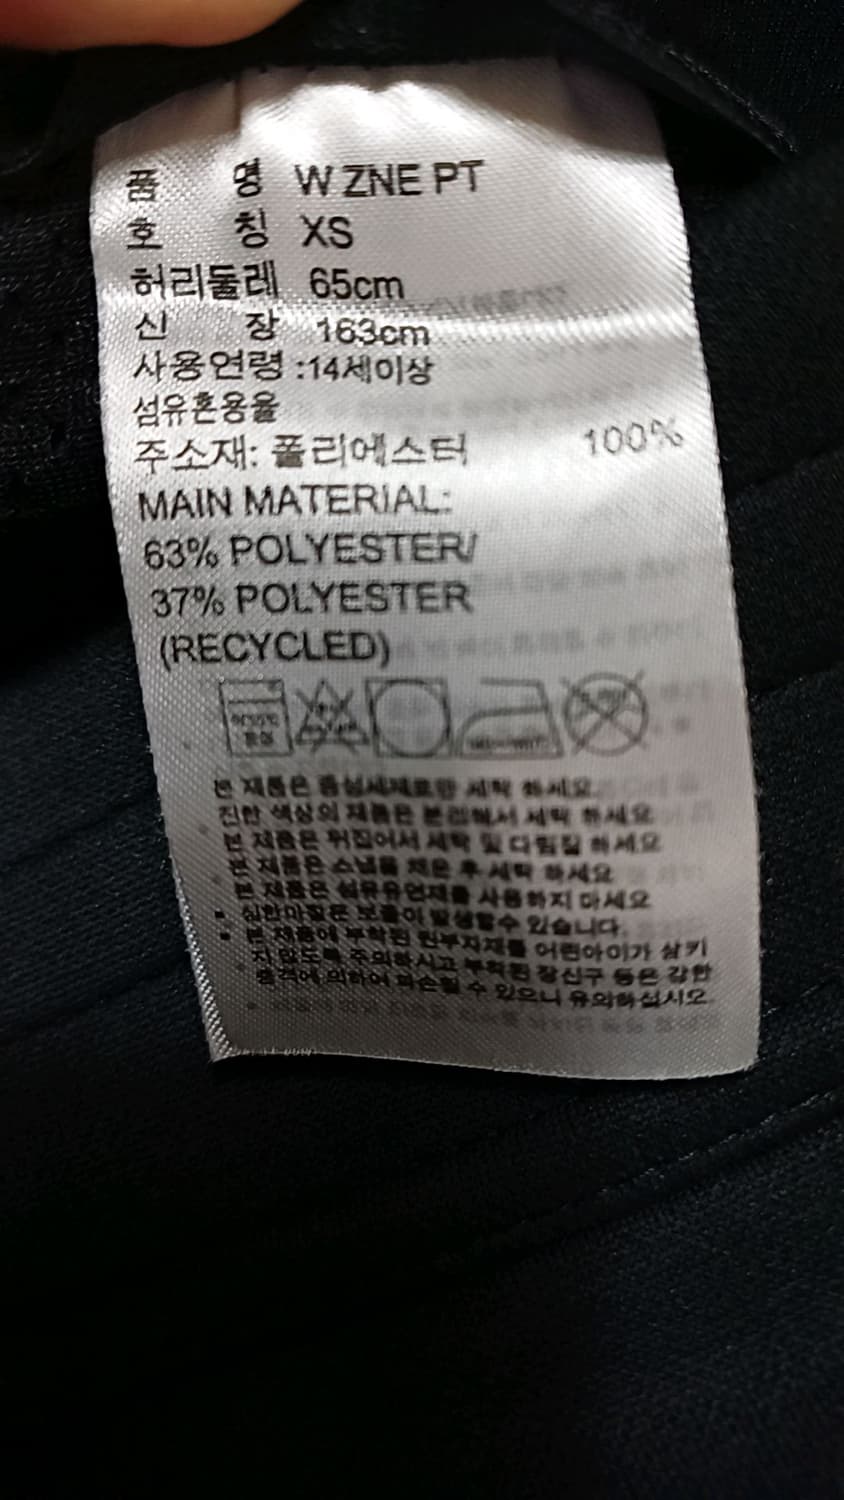 품 명 W ZNE PT
호 칭 XS
허리둘레 65cm
신 장 163cm
사용연령 :14세이상
섬유혼용율
주소재: 폴리에스터 100%
MAIN MATERIAL:
63% POLYESTER/
37% POLYESTER
(RECYCLED)
본 제품은 중성세제로만 세탁 하세요.
진한 색상의 제품은 분리해서 세탁 하세요
본 제품은 뒤집어서 세탁 및 다림질 하세요
본 제품은 스냅을 채운 후 세탁 하세요
본 제품은 섬유유연제를 사용하지 마세요
▪ 심한마찰은 보풀이 발생할수 있습니다.
▪ 본 제품에 부착된 원부자재를 어린아이가 삼키
지 않도록 주의하시고 부착된 장신구 등은 강한
충격에 의하여 파손될 수 있으니 유의하십시오.